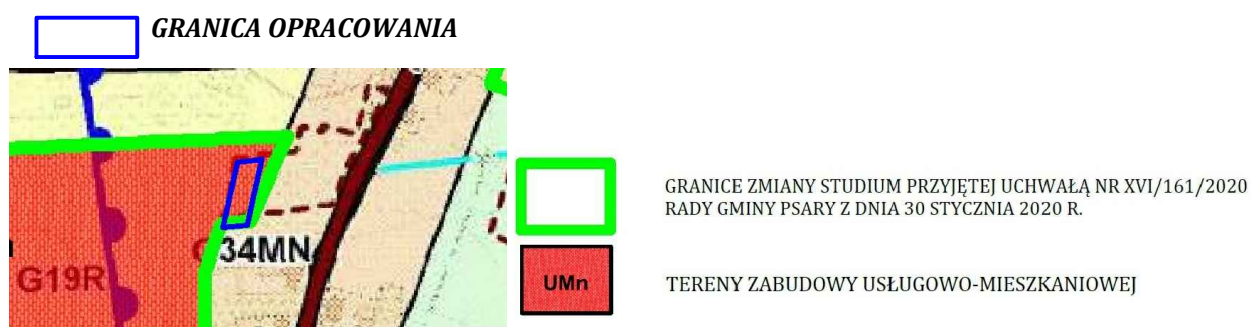 GRANICA OPRACOWANIA
34MN
G19R
GRANICE ZMIANY STUDIUM PRZYJĘTEJ UCHWAŁĄ NR XVI/161/2020
RADY GMINY PSARY Z DNIA 30 STYCZNIA 2020 R.
UMn
TERENY ZABUDOWY USŁUGOWO-MIESZKANIOWEJ